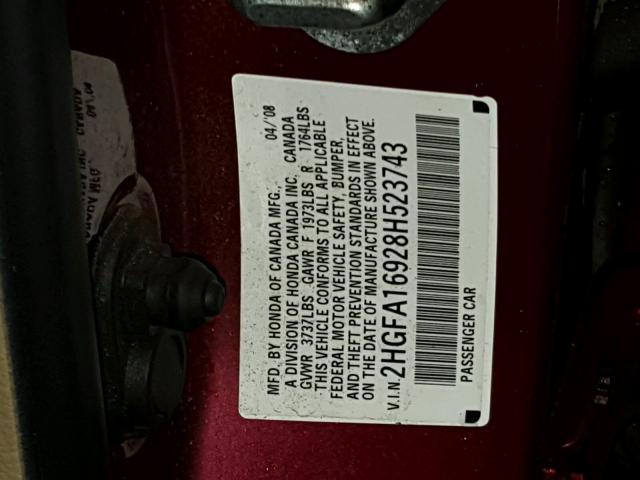 MFD. BY HONDA OF CANADA MFG., 04/'08
A DIVISION OF HONDA CANADA INC. CANADA
GVWR 3737LBS GAWR F 1973LBS R 1764LBS
THIS VEHICLE CONFORMS TO ALL APPLICABLE
FEDERAL MOTOR VEHICLE SAFETY, BUMPER,
AND THEFT PREVENTION STANDARDS IN EFFECT
ON THE DATE OF MANUFACTURE SHOWN ABOVE.
V.I.N. 2HGFA16928H523743
PASSENGER CAR